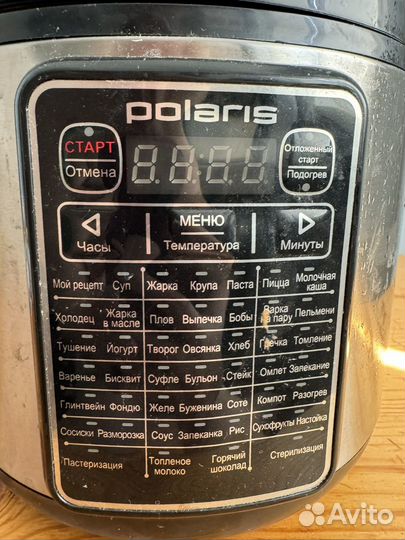 polaris
СТАРТ
Отмена
Отложенный
старт
Подогрев
Часы
МЕНЮ
Температура
Минуты
Мой рецепт Суп Жарка Крупа Паста Пицца Молочная каша
Холодец Жарка в масле Плов Выпечка Бобы Варка на пару Пельмени
Тушение Йогурт Творог Овсянка Хлеб Гречка Томление
Варенье Бисквит Суфле Бульон Стейк Омлет Запекание
Глинтвейн Фондю Желе Буженина Соте Компот Разогрев
Сосиски Разморозка Соус Запеканка Рис Сухофрукты Настойка
Пастеризация Топленое молоко Горячий шоколад Стерилизация
Avito